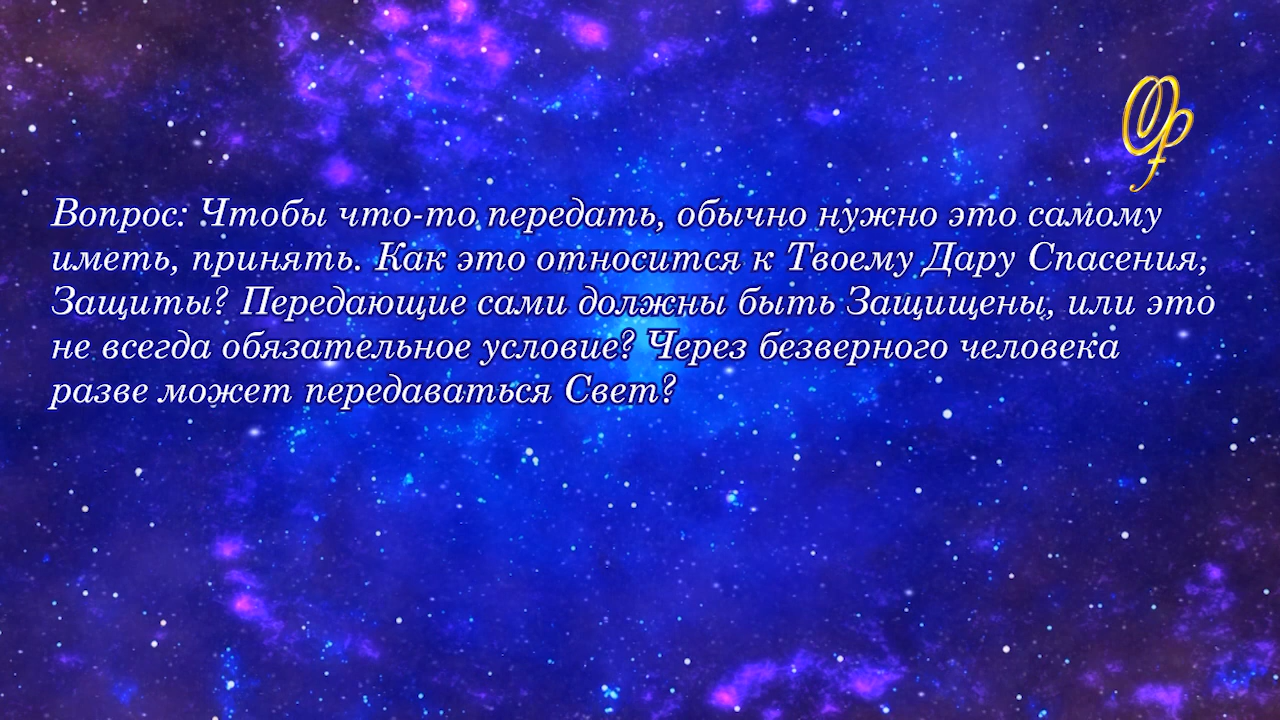 Вопрос: Чтобы что-то передать, обычно нужно это самому
иметь, принять. Как это относится к Твоему Дару Спасения,
Защиты? Передающие сами должны быть Защищены, или это
не всегда обязательное условие? Через безверного человека
разве может передаваться Свет?